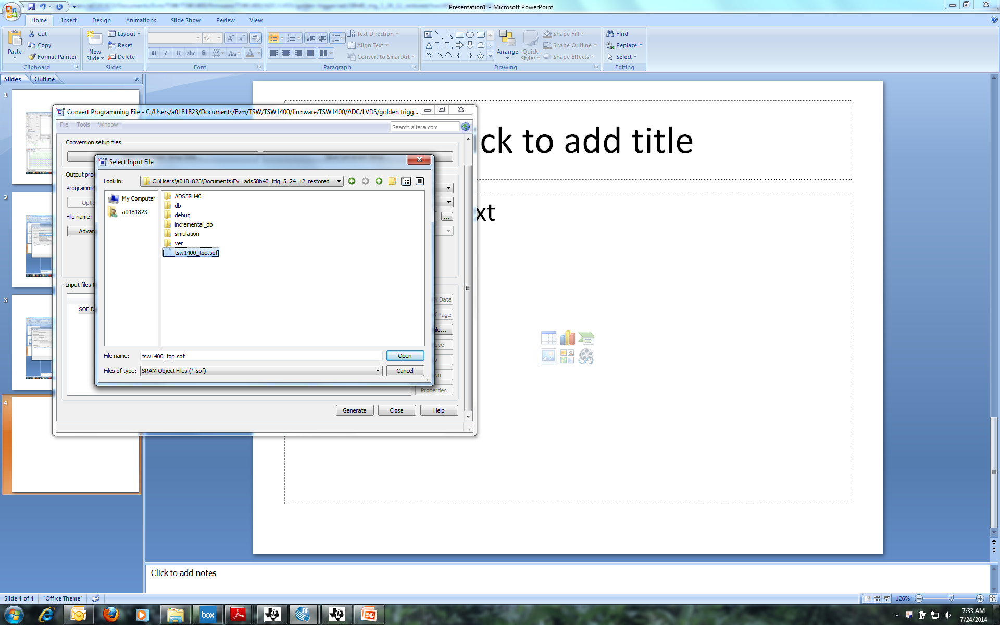 Presentation1 - Microsoft PowerPoint
Home Insert Design Animations Slide Show Review View
Paste
Cut
Copy
Format Painter
Clipboard
New Slide
Layout
Reset
Delete
Slides
32
B I U abc S AV Aa A
Font
Text Direction
Align Text
Convert to SmartArt
Paragraph
Arrange
Quick Styles
Shape Fill
Shape Outline
Shape Effects
Drawing
Find
Replace
Select
Editing
Slides Outline
1
2
3
4
Convert Programming File - C:/Users/a0181823/Documents/Evm/TSW/TSW1400/firmware/TSW1400/ADC/LVDS/golden trigg...
File Tools Window
Search altera.com
Conversion setup files
Output pro
Programmin
Optio
File name:
...
Advan
Input files t
SOF D
x Data
f Page
ile...
ove
p
wn
Properties
Generate Close Help
Select Input File
Look in: C:\Users\a0181823\Documents\Ev...ads58h40_trig_5_24_12_restored
My Computer
a0181823
ADS58H40
db
debug
incremental_db
simulation
ver
tsw1400_top.sof
File name: tsw1400_top.sof Open
Files of type: SRAM Object Files (*.sof) Cancel
ck to add title
xt
Click to add notes
Slide 4 of 4 "Office Theme" 126%
box
7:33 AM
7/24/2014